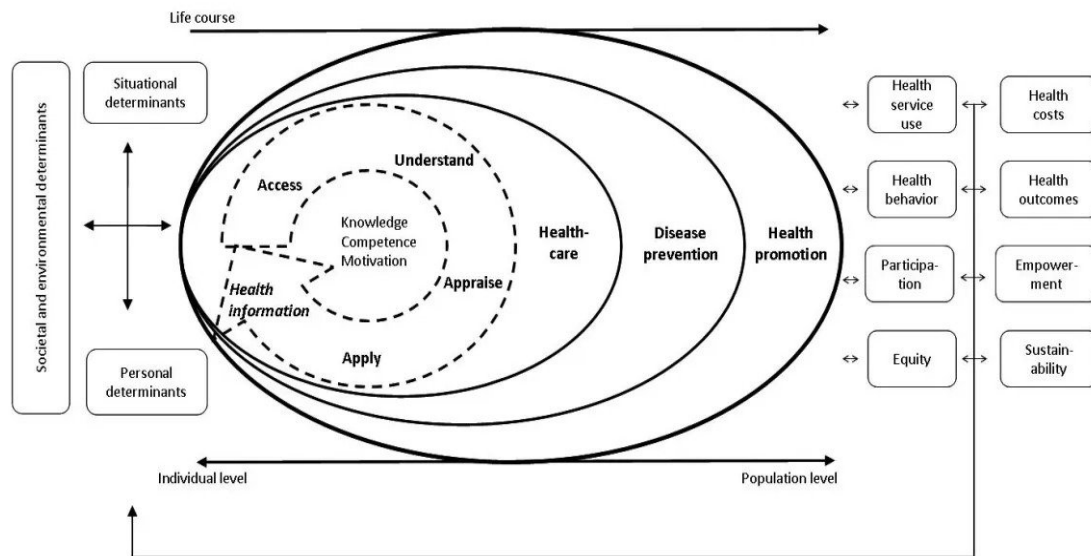 Life course
Societal and environmental determinants
Situational
determinants
Personal
determinants
Access
Understand
Knowledge
Competence
Motivation
Appraise
Apply
Health
information
Health-
care
Disease
prevention
Health
promotion
Health
service
use
Health
costs
Health
behavior
Health
outcomes
Participa-
tion
Empower-
ment
Equity
Sustain-
ability
Individual level
Population level